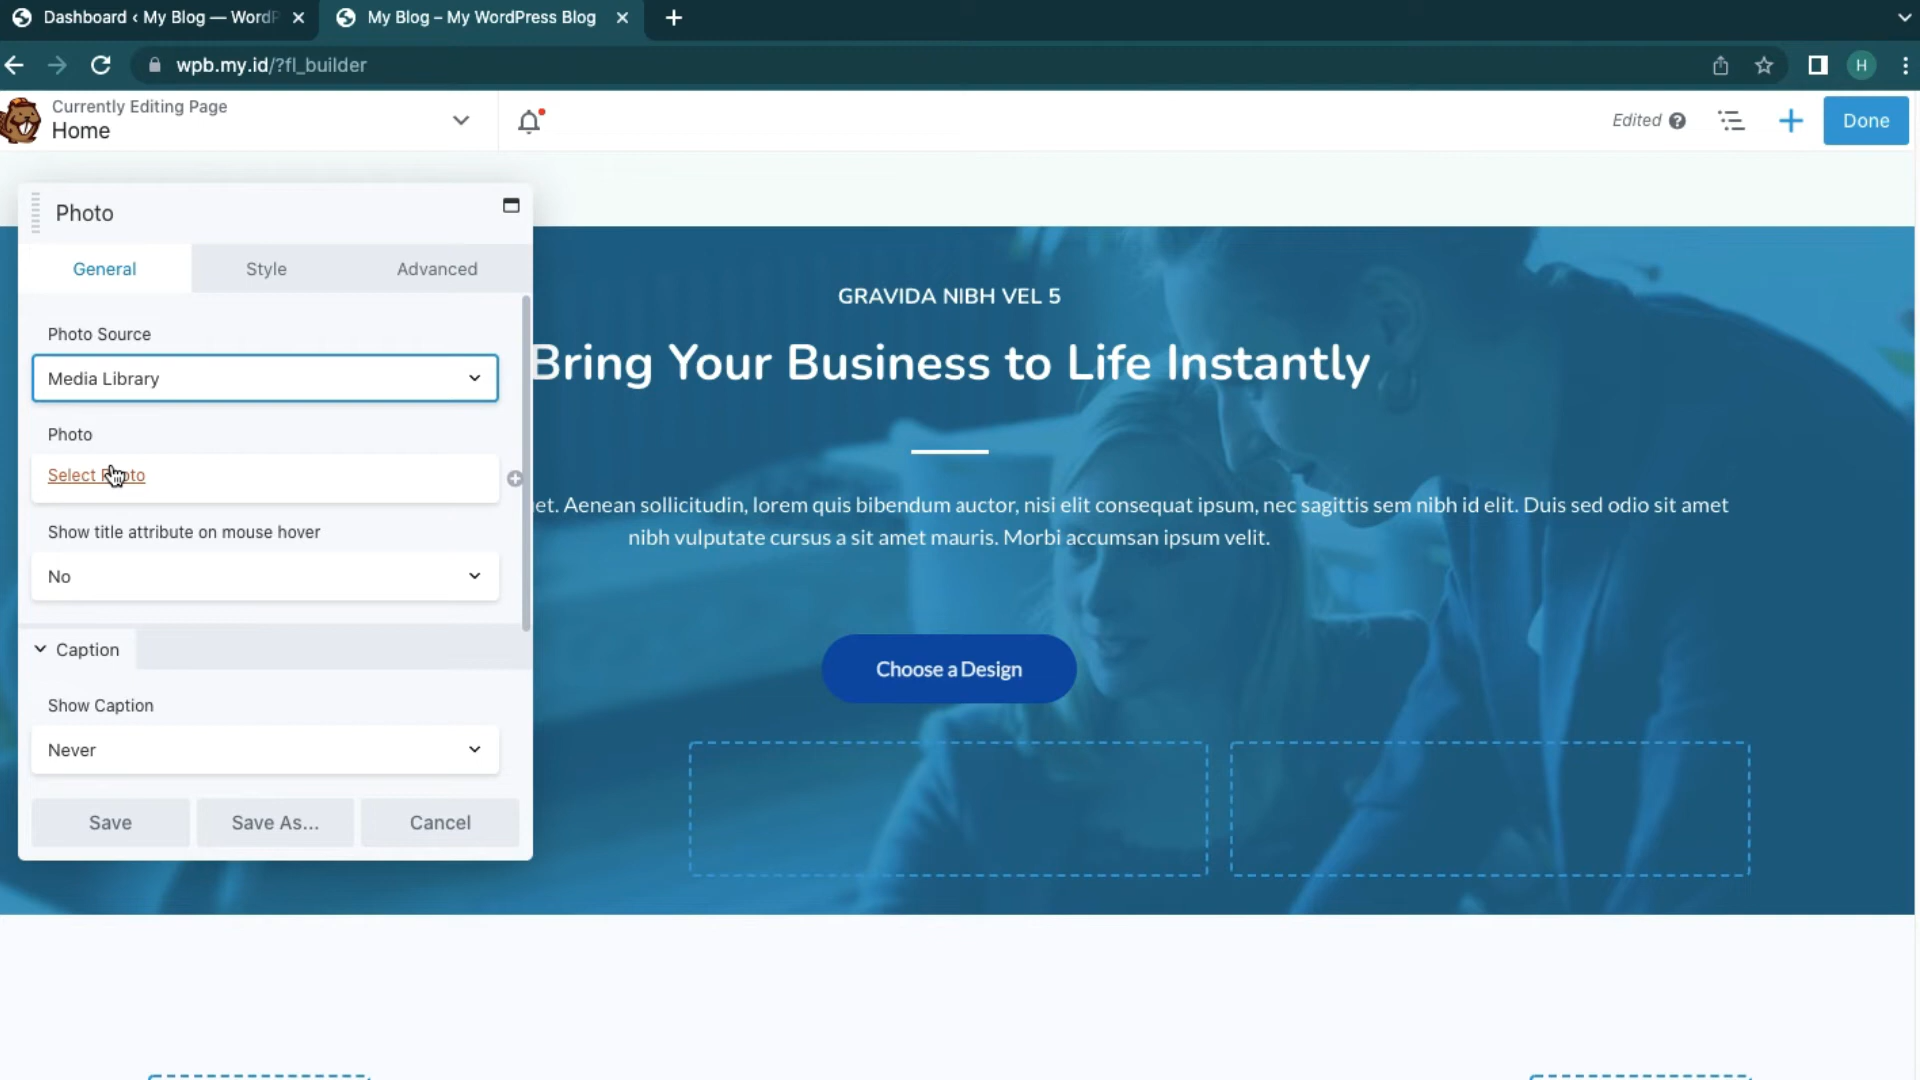 Dashboard ‹ My Blog — WordP
My Blog – My WordPress Blog
wpb.my.id/?fl_builder
H
Currently Editing Page
Home
Edited
Done
Photo
General
Style
Advanced
Photo Source
Media Library
Photo
Select Photo
Show title attribute on mouse hover
No
Caption
Show Caption
Never
Save
Save As...
Cancel
GRAVIDA NIBH VEL 5
Bring Your Business to Life Instantly
et. Aenean sollicitudin, lorem quis bibendum auctor, nisi elit consequat ipsum, nec sagittis sem nibh id elit. Duis sed odio sit amet
nibh vulputate cursus a sit amet mauris. Morbi accumsan ipsum velit.
Choose a Design